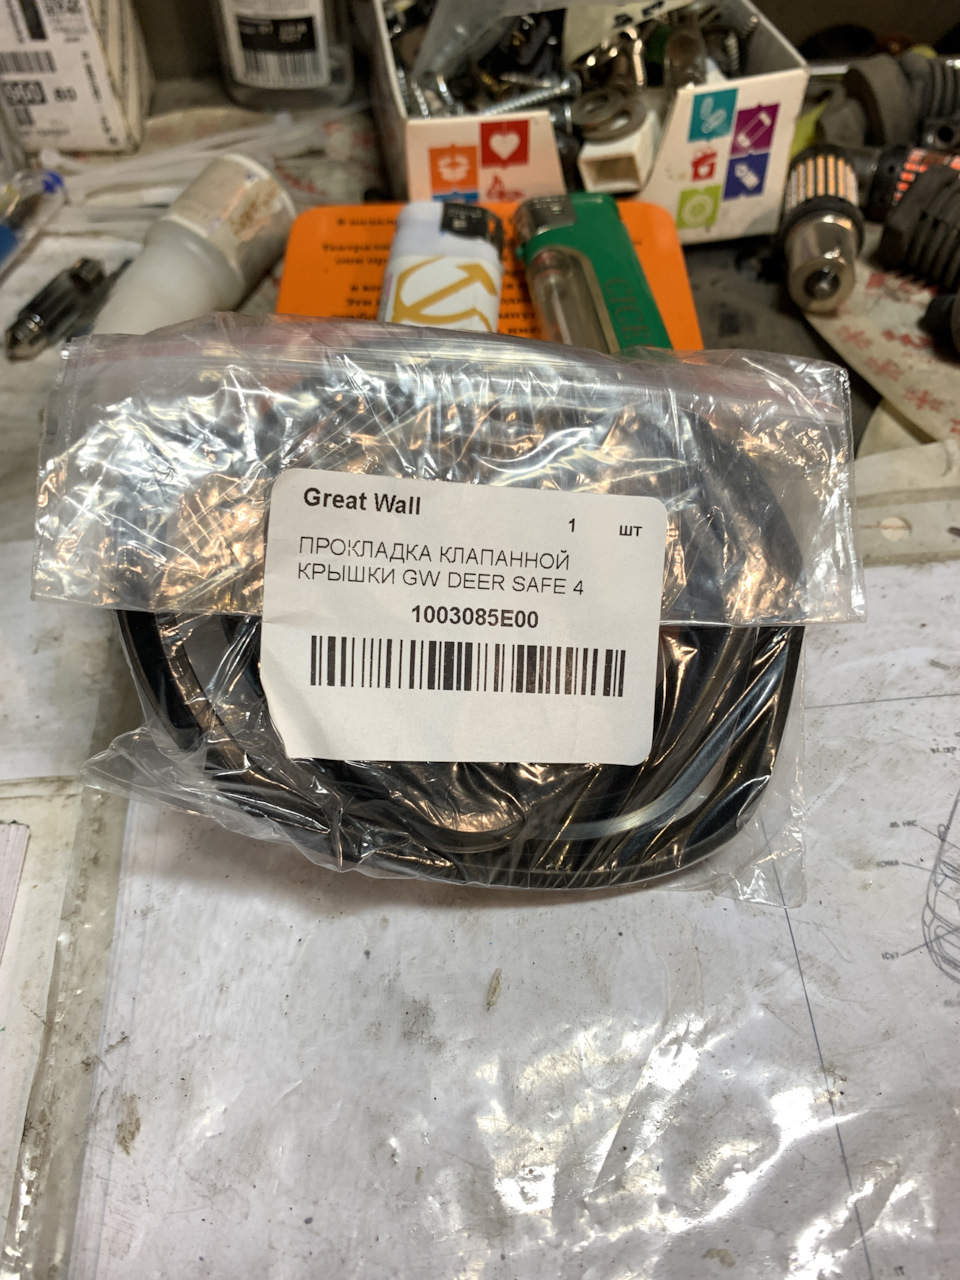 Great Wall
1 шт
ПРОКЛАДКА КЛАПАННОЙ
КРЫШКИ GW DEER SAFE 4
1003085E00